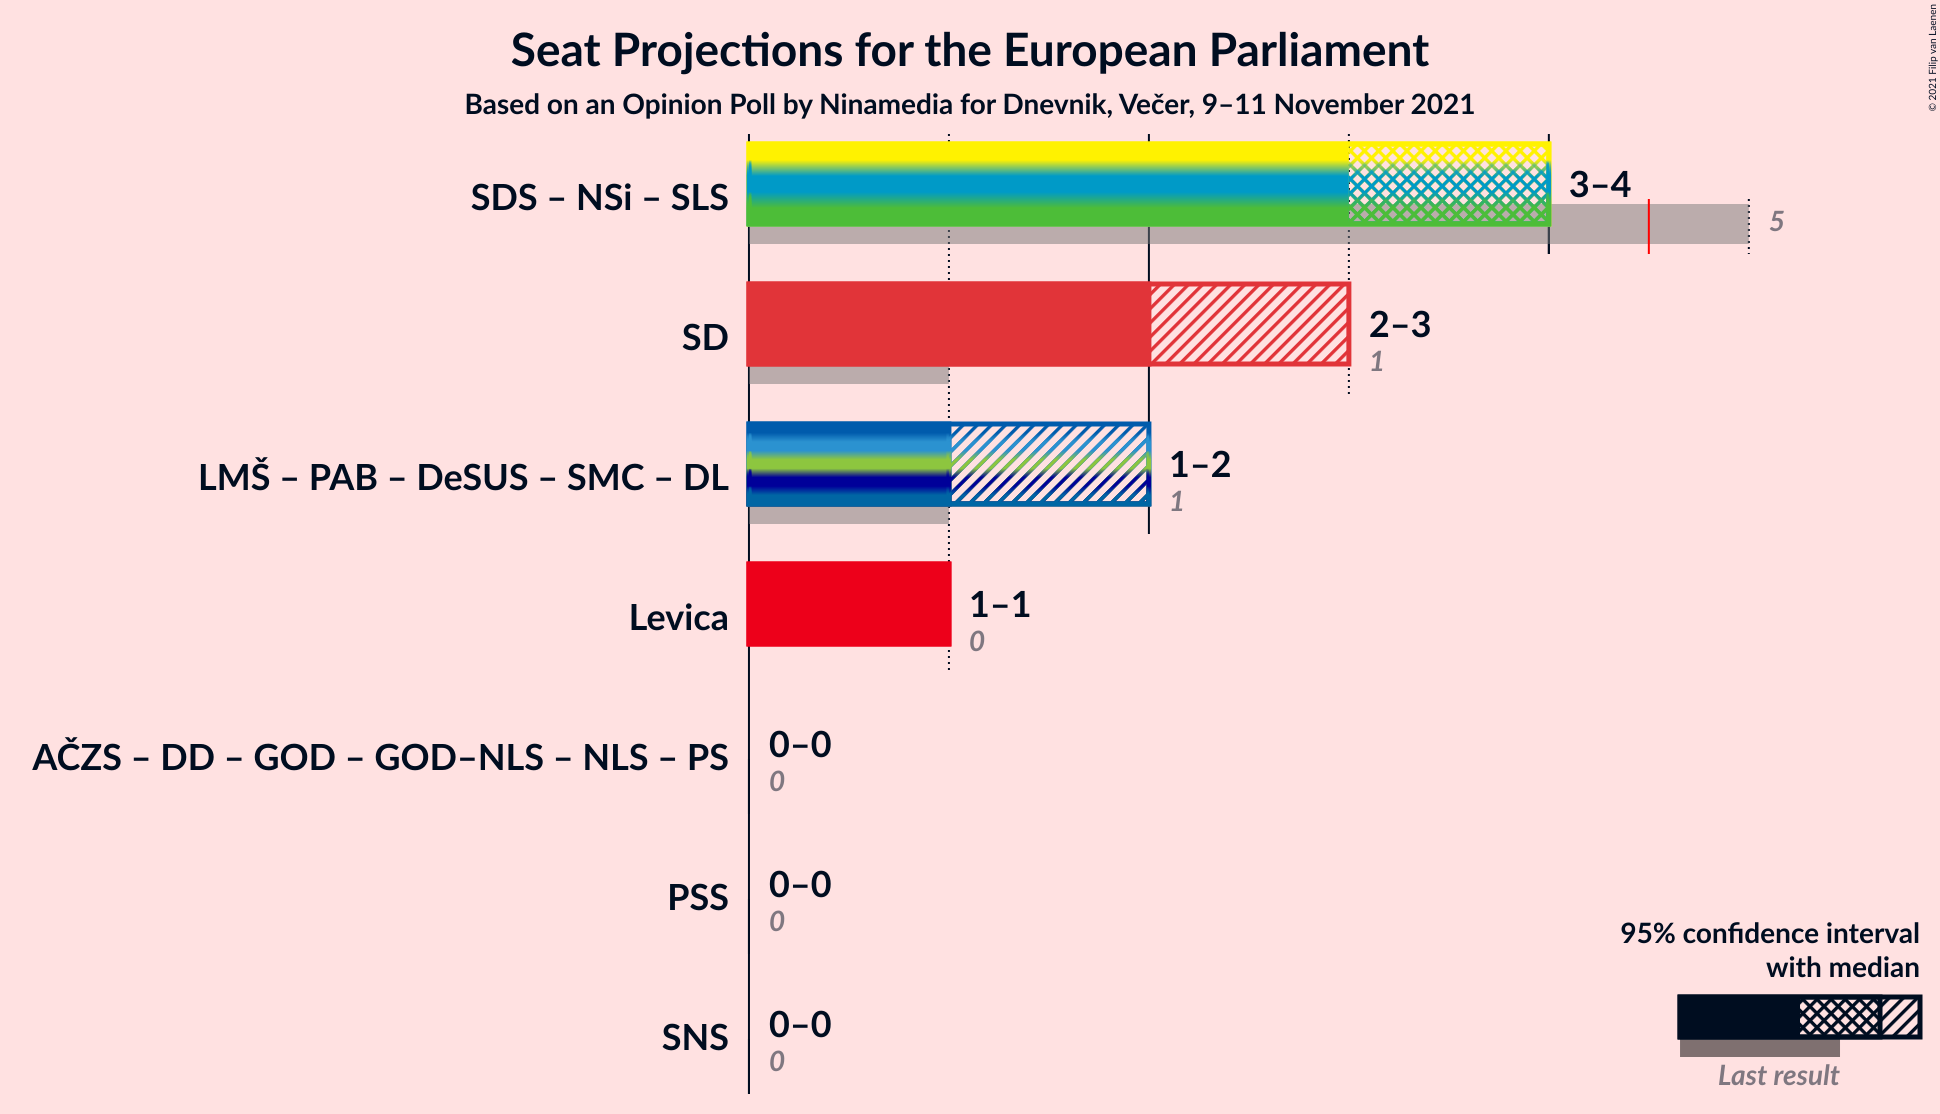 Seat Projections for the European Parliament
Based on an Opinion Poll by Ninamedia for Dnevnik, Večer, 9–11 November 2021
© 2021 Filip van Laenen
SDS – NSi – SLS
3–4
5
SD
2–3
1
LMŠ – PAB – DeSUS – SMC – DL
1–2
1
Levica
1–1
0
AČZS – DD – GOD – GOD–NLS – NLS – PS
0–0
0
PSS
0–0
0
SNS
0–0
0
95% confidence interval
with median
Last result